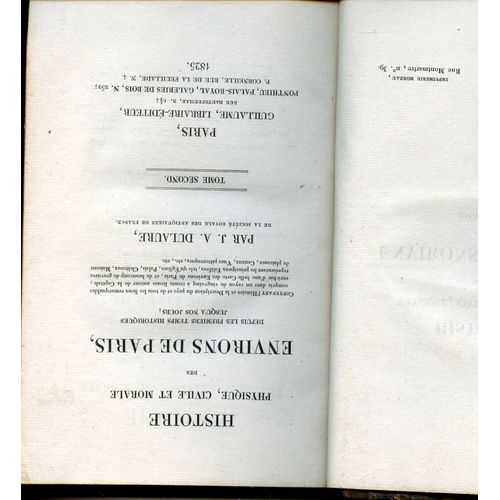 HISTOIRE
PHYSIQUE, CIVILE ET MORALE
DES
ENVIRONS DE PARIS,
DEPUIS LES PREMIERS TEMPS HISTORIQUES
JUSQU'A NOS JOURS;
CONTENANT l'Histoire et la Description du pays et de tous les lieux remarquables
compris dans un rayon de vingt-cinq à trente lieues autour de la Capitale;
enrichie d'une belle Carte des Environs de Paris, et de beaucoup de gravures
représentant les principaux Édifices, tels qu'Églises, Palais, Châteaux, Maisons
de plaisance, Canaux, Vues pittoresques, etc., etc.
PAR J. A. DULAURE,
DE LA SOCIÉTÉ ROYALE DES ANTIQUAIRES DE FRANCE.
TOME SECOND.
PARIS,
GUILLAUME, LIBRAIRE-ÉDITEUR,
RUE HAUTEFEUILLE, N. 14;
PONTHIEU, PALAIS-ROYAL, GALERIES DE BOIS, N. 252;
P. CORNEILLE, RUE DE LA FEUILLADE, N. 4.
1825.
IMPRIMERIE MOREAU,
Rue Montmartre, n°. 39.